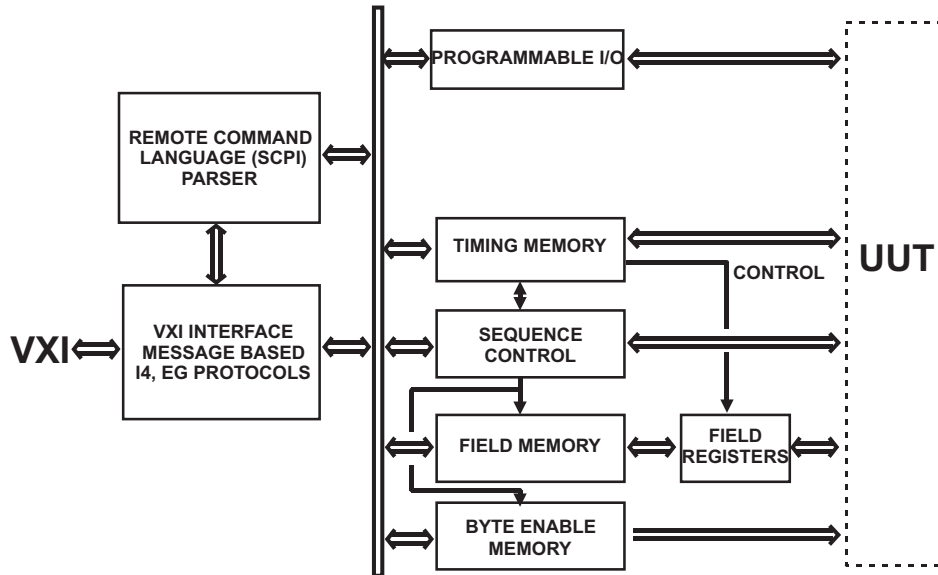 PROGRAMMABLE I/O
REMOTE COMMAND
LANGUAGE (SCPI)
PARSER
TIMING MEMORY
CONTROL
UUT
VXI
VXI INTERFACE
MESSAGE BASED
I4, EG PROTOCOLS
SEQUENCE
CONTROL
FIELD MEMORY
FIELD
REGISTERS
BYTE ENABLE
MEMORY